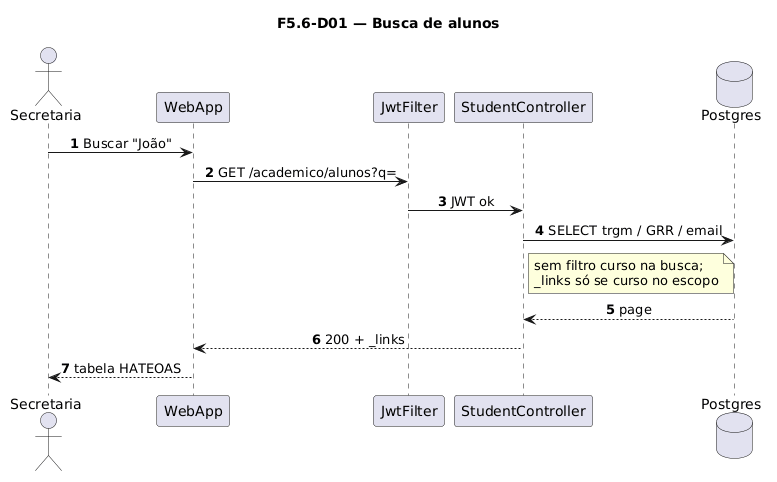 F5.6-D01 — Busca de alunos
Secretaria
WebApp
JwtFilter
StudentController
Postgres
1 Buscar "João"
2 GET /academico/alunos?q=
3 JWT ok
4 SELECT trgm / GRR / email
sem filtro curso na busca;
_links só se curso no escopo
5 page
6 200 + _links
7 tabela HATEOAS
Secretaria
WebApp
JwtFilter
StudentController
Postgres